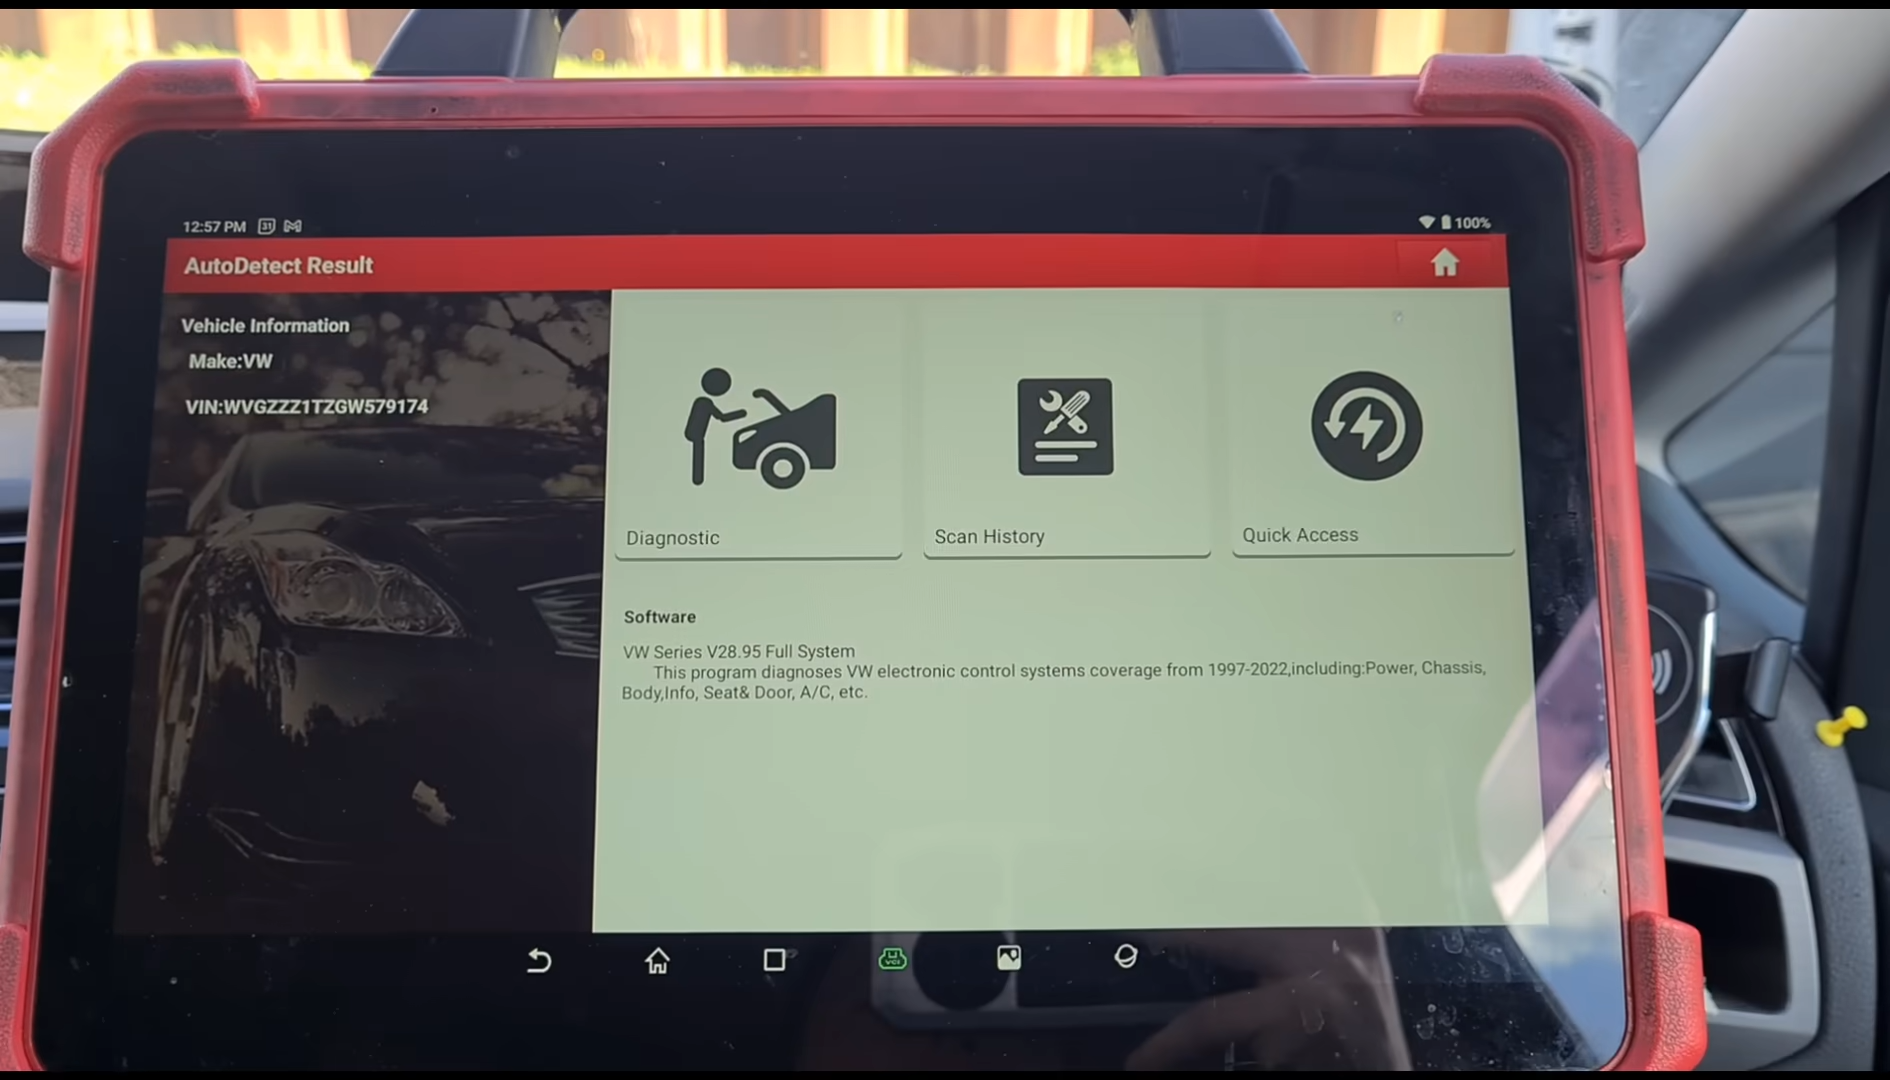 12:57 PM 31
100%
AutoDetect Result
Vehicle Information
Make:VW
VIN:WVGZZZ1TZGW579174
Diagnostic
Scan History
Quick Access
Software
VW Series V28.95 Full System
This program diagnoses VW electronic control systems coverage from 1997-2022,including:Power, Chassis,
Body,Info, Seat& Door, A/C, etc.
VCI